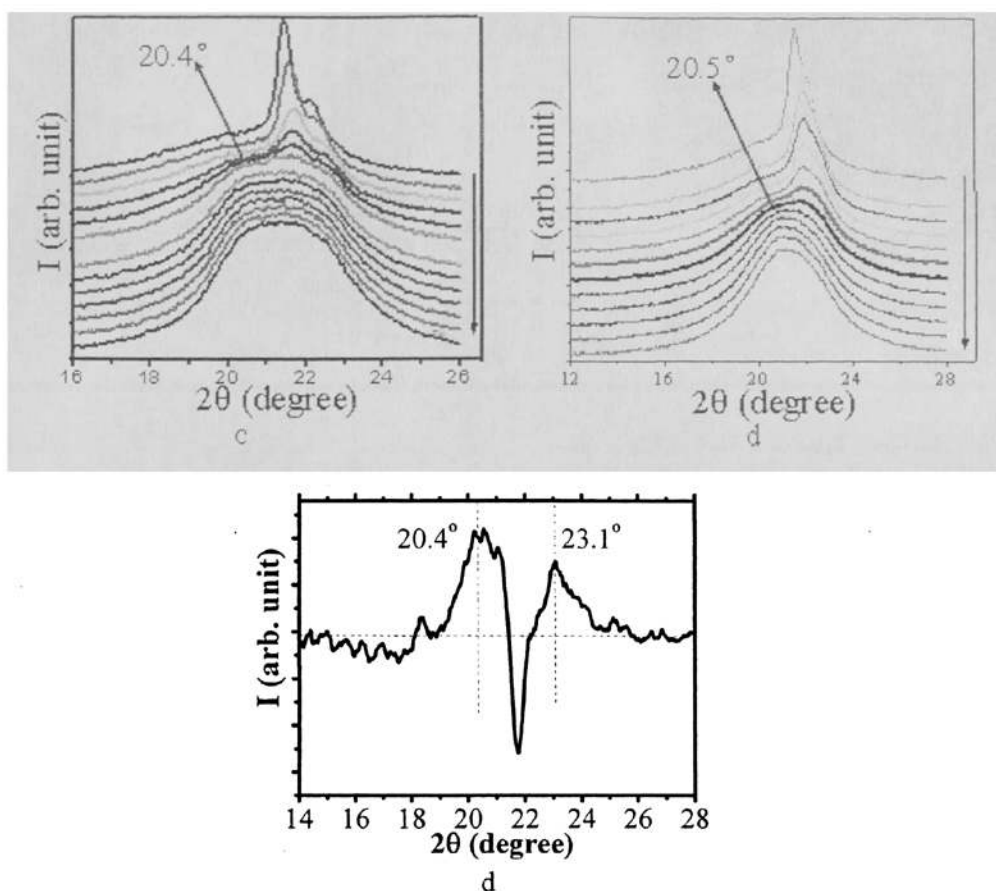 20.4°
I (arb. unit)
16 18 20 22 24 26
2θ (degree)
c
20.5°
I (arb. unit)
12 16 20 24 28
2θ (degree)
d
20.4° 23.1°
I (arb. unit)
14 16 18 20 22 24 26 28
2θ (degree)
d